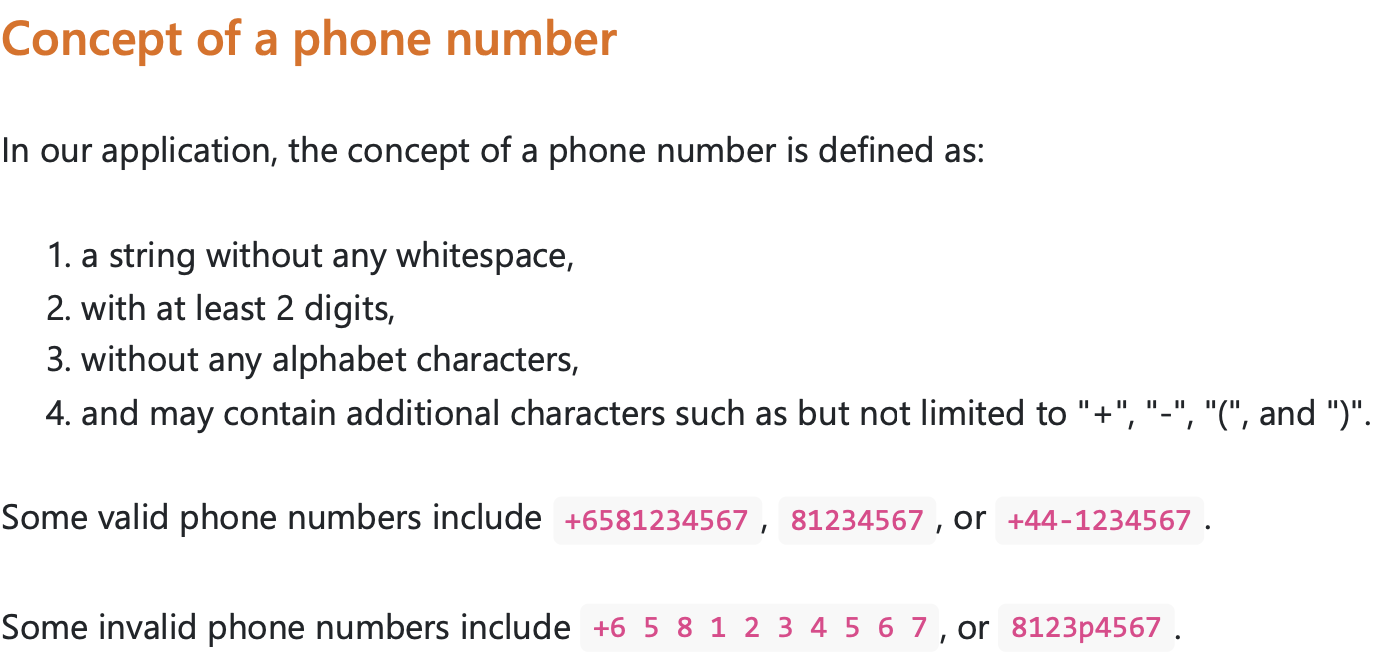 Concept of a phone number
In our application, the concept of a phone number is defined as:
1. a string without any whitespace,
2. with at least 2 digits,
3. without any alphabet characters,
4. and may contain additional characters such as but not limited to "+", "-", "(", and ")".
Some valid phone numbers include +6581234567, 81234567, or +44-1234567.
Some invalid phone numbers include +6 5 8 1 2 3 4 5 6 7, or 8123p4567.